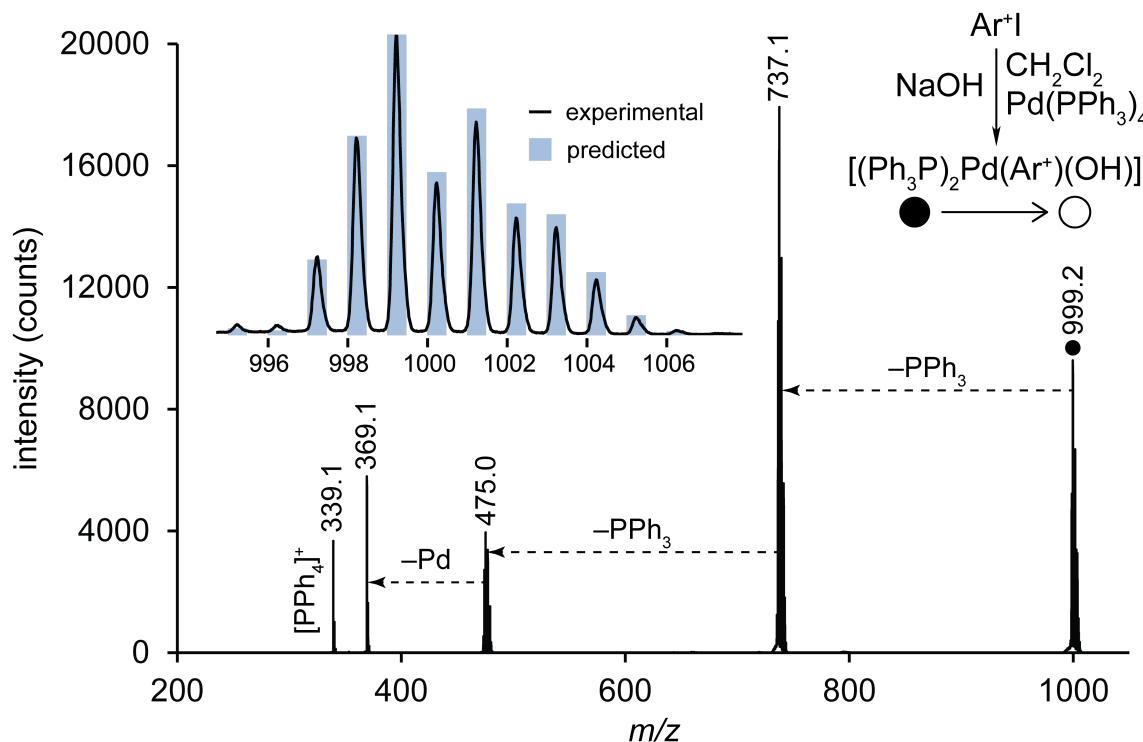 20000
16000
12000
8000
4000
0
intensity (counts)
200
400
600
800
1000
m/z
experimental
predicted
996
998
1000
1002
1004
1006
Ar⁺I
NaOH
CH₂Cl₂
Pd(PPh₃)₄
[(Ph₃P)₂Pd(Ar⁺)(OH)]
737.1
999.2
–PPh₃
475.0
–PPh₃
369.1
–Pd
339.1
[PPh₄]⁺